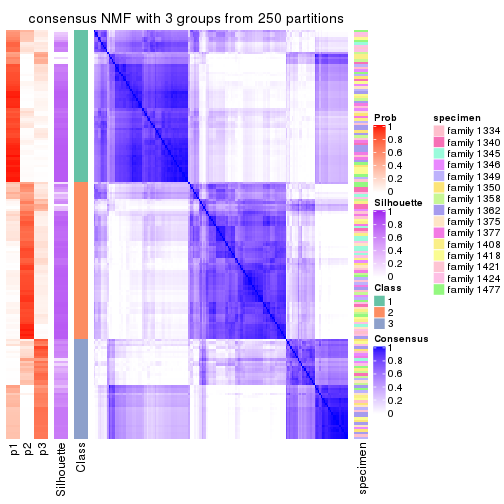 consensus NMF with 3 groups from 250 partitions
p1
p2
p3
Silhouette
Class
specimen
Prob
1
0.8
0.6
0.4
0.2
0
Silhouette
1
0.8
0.6
0.4
0.2
0
Class
1
2
3
Consensus
1
0.8
0.6
0.4
0.2
0
specimen
family 1334
family 1340
family 1345
family 1346
family 1349
family 1350
family 1358
family 1362
family 1375
family 1377
family 1408
family 1418
family 1421
family 1424
family 1477